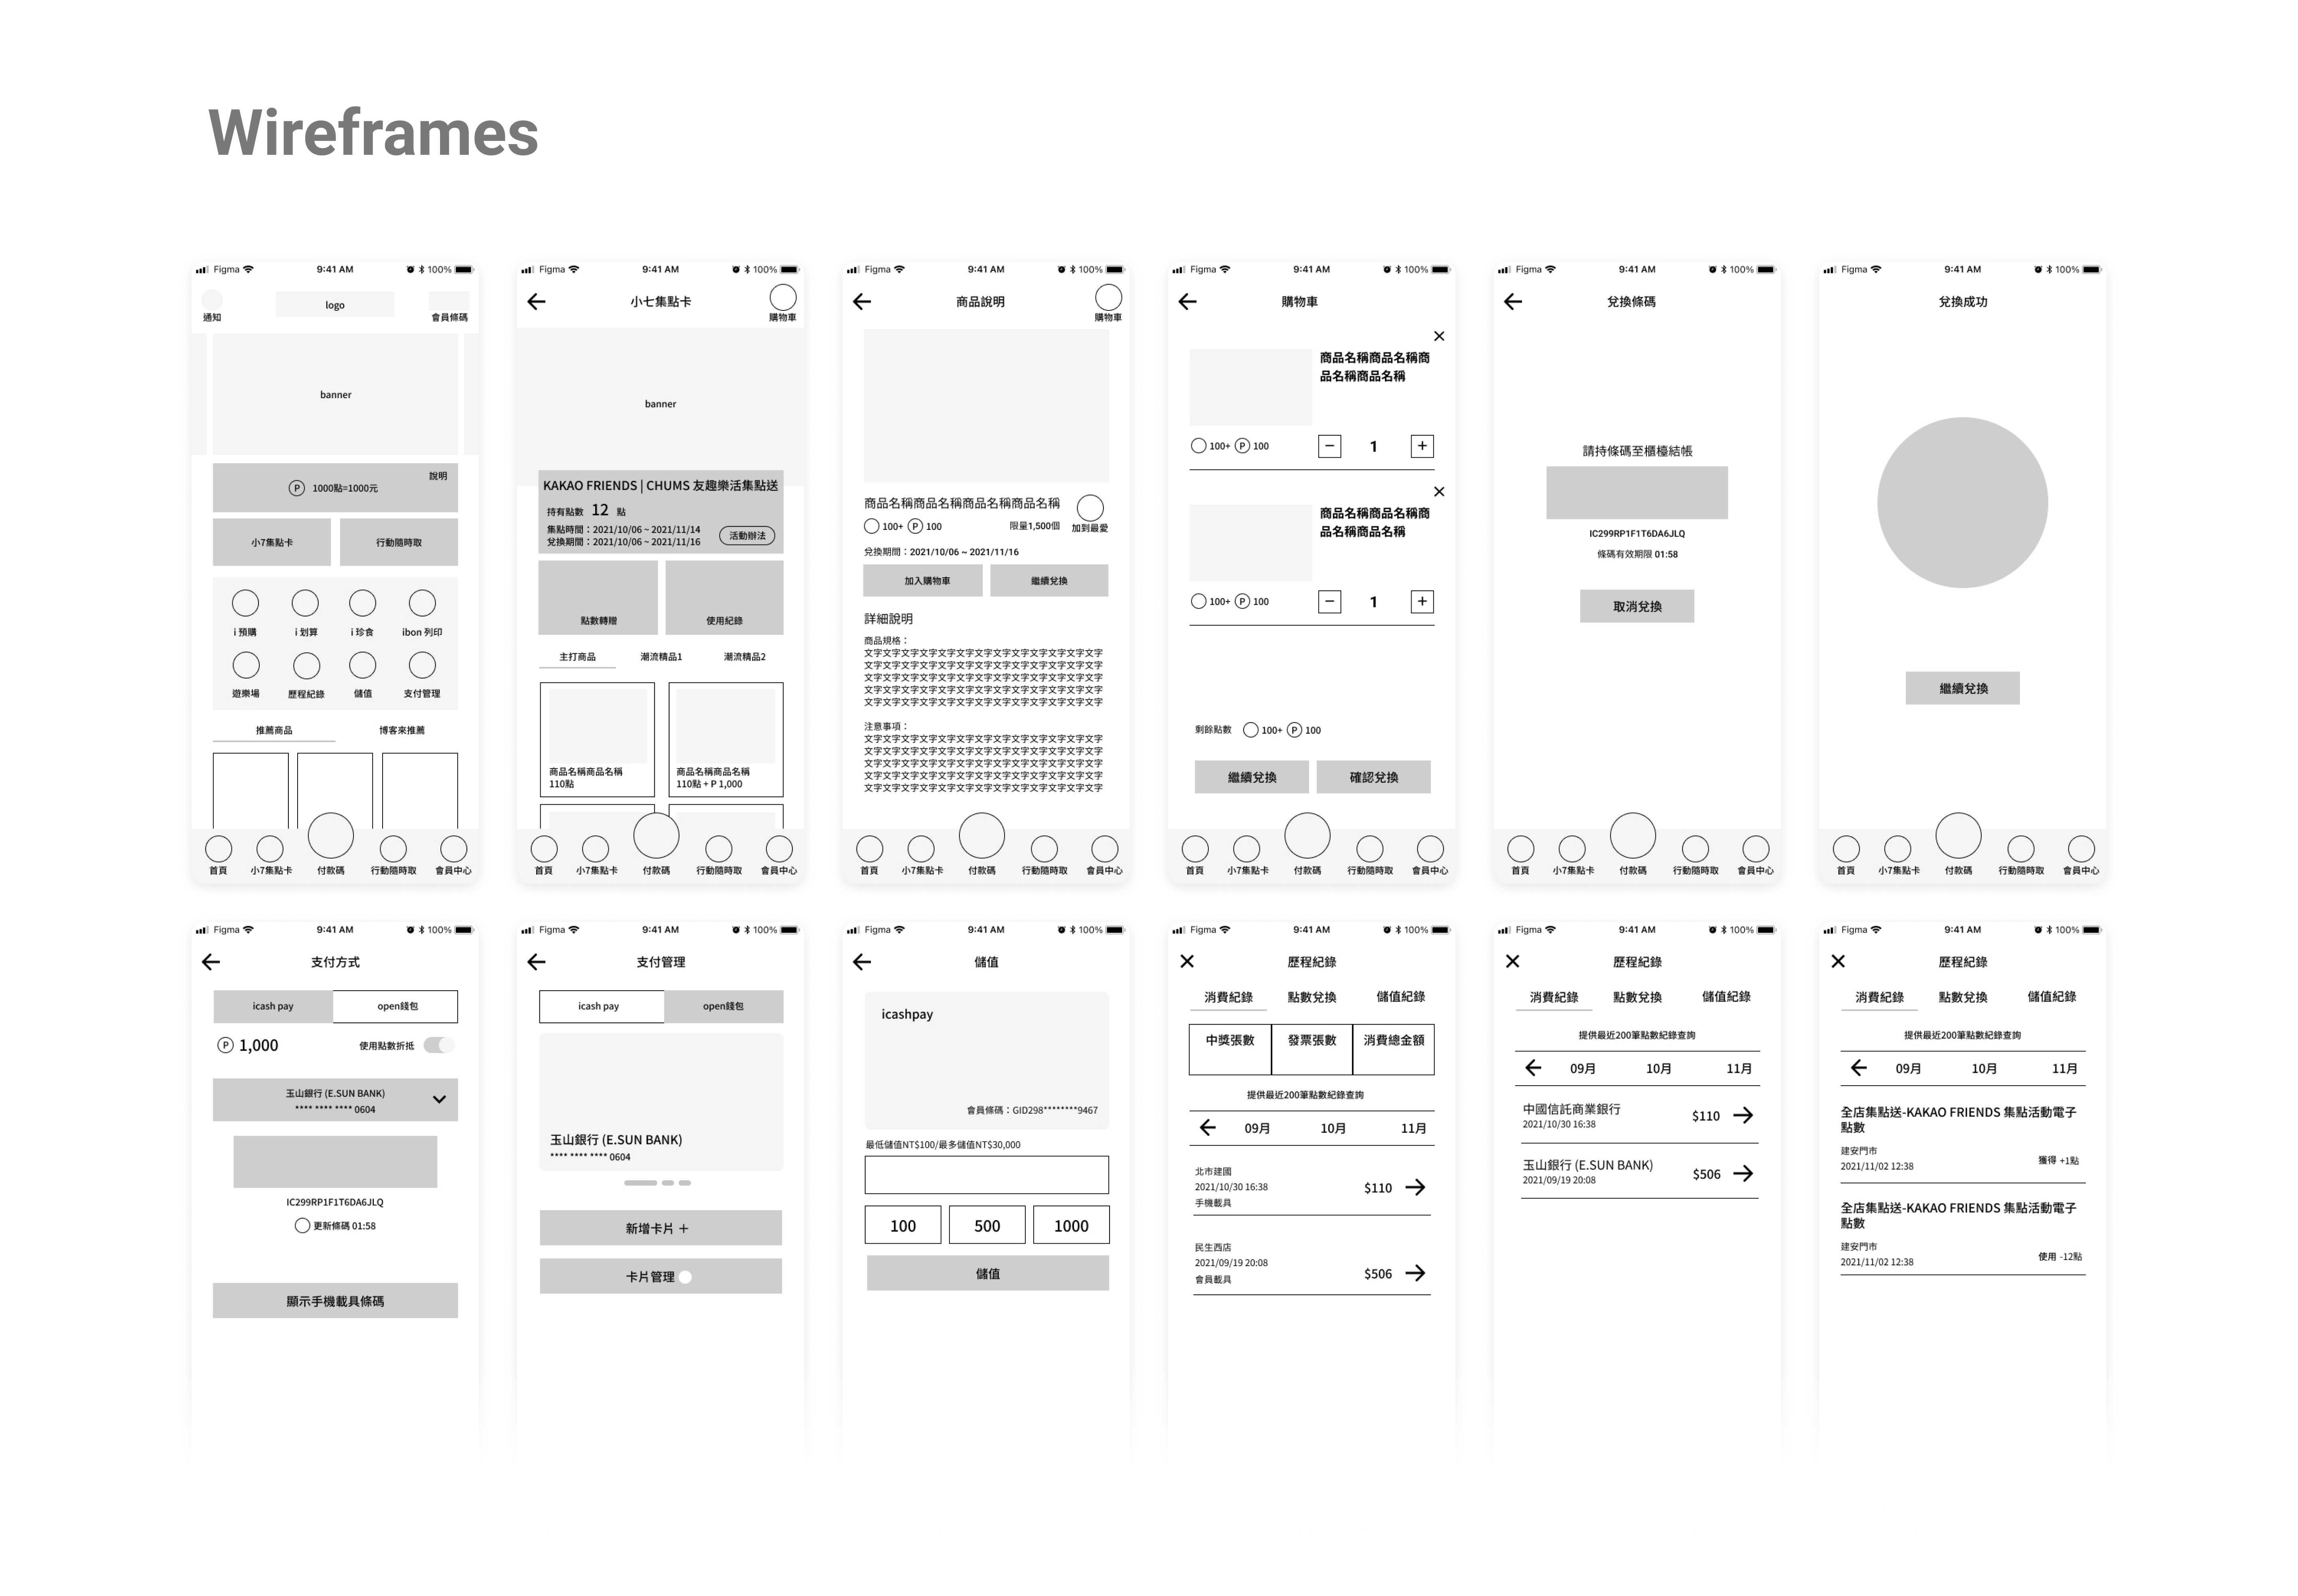 Wireframes
Figma 9:41 AM 100%
通知
logo
會員條碼
banner
說明
P 1000點=1000元
小7集點卡
行動隨時取
i 預購 i 划算 i 珍食 ibon 列印
遊樂場 歷程紀錄 儲值 支付管理
推薦商品 博客來推薦
首頁 小7集點卡 付款碼 行動隨時取 會員中心
Figma 9:41 AM 100%
小七集點卡
購物車
banner
KAKAO FRIENDS | CHUMS 友趣樂活集點送
持有點數 12 點
集點時間：2021/10/06 ~ 2021/11/14
兌換期間：2021/10/06 ~ 2021/11/16
活動辦法
點數轉贈 使用紀錄
主打商品 潮流精品1 潮流精品2
商品名稱商品名稱
110點
商品名稱商品名稱
110點 + P 1,000
首頁 小7集點卡 付款碼 行動隨時取 會員中心
Figma 9:41 AM 100%
商品說明
購物車
商品名稱商品名稱商品名稱商品名稱
100+ P 100 限量1,500個
加到最愛
兌換期間：2021/10/06 ~ 2021/11/16
加入購物車 繼續兌換
詳細說明
商品規格：
文字文字文字文字文字文字文字文字文字文字文字文字文字
文字文字文字文字文字文字文字文字文字文字文字文字文字
文字文字文字文字文字文字文字文字文字文字文字文字文字
文字文字文字文字文字文字文字文字文字文字文字文字文字
文字文字文字文字文字文字文字文字文字文字文字文字文字
注意事項：
文字文字文字文字文字文字文字文字文字文字文字文字文字
文字文字文字文字文字文字文字文字文字文字文字文字文字
文字文字文字文字文字文字文字文字文字文字文字文字文字
文字文字文字文字文字文字文字文字文字文字文字文字文字
文字文字文字文字文字文字文字文字文字文字文字文字文字
首頁 小7集點卡 付款碼 行動隨時取 會員中心
Figma 9:41 AM 100%
購物車
商品名稱商品名稱商
品名稱商品名稱
100+ P 100 − 1 +
商品名稱商品名稱商
品名稱商品名稱
100+ P 100 − 1 +
剩餘點數 100+ P 100
繼續兌換 確認兌換
首頁 小7集點卡 付款碼 行動隨時取 會員中心
Figma 9:41 AM 100%
兌換條碼
請持條碼至櫃檯結帳
IC299RP1F1T6DA6JLQ
條碼有效期限 01:58
取消兌換
首頁 小7集點卡 付款碼 行動隨時取 會員中心
Figma 9:41 AM 100%
兌換成功
繼續兌換
首頁 小7集點卡 付款碼 行動隨時取 會員中心
Figma 9:41 AM 100%
支付方式
icash pay open錢包
P 1,000 使用點數折抵
玉山銀行 (E.SUN BANK)
**** **** **** 0604
IC299RP1F1T6DA6JLQ
更新條碼 01:58
顯示手機載具條碼
Figma 9:41 AM 100%
支付管理
icash pay open錢包
玉山銀行 (E.SUN BANK)
**** **** **** 0604
新增卡片 +
卡片管理
Figma 9:41 AM 100%
儲值
icashpay
會員條碼：GID298********9467
最低儲值NT$100/最多儲值NT$30,000
100 500 1000
儲值
Figma 9:41 AM 100%
歷程紀錄
消費紀錄 點數兌換 儲值紀錄
中獎張數 發票張數 消費總金額
提供最近200筆點數紀錄查詢
09月 10月 11月
北市建國
2021/10/30 16:38
手機載具
$110
民生西店
2021/09/19 20:08
會員載具
$506
Figma 9:41 AM 100%
歷程紀錄
消費紀錄 點數兌換 儲值紀錄
提供最近200筆點數紀錄查詢
09月 10月 11月
中國信託商業銀行
2021/10/30 16:38
$110
玉山銀行 (E.SUN BANK)
2021/09/19 20:08
$506
Figma 9:41 AM 100%
歷程紀錄
消費紀錄 點數兌換 儲值紀錄
提供最近200筆點數紀錄查詢
09月 10月 11月
全店集點送-KAKAO FRIENDS 集點活動電子
點數
建安門市
2021/11/02 12:38
獲得 +1點
全店集點送-KAKAO FRIENDS 集點活動電子
點數
建安門市
2021/11/02 12:38
使用 -12點